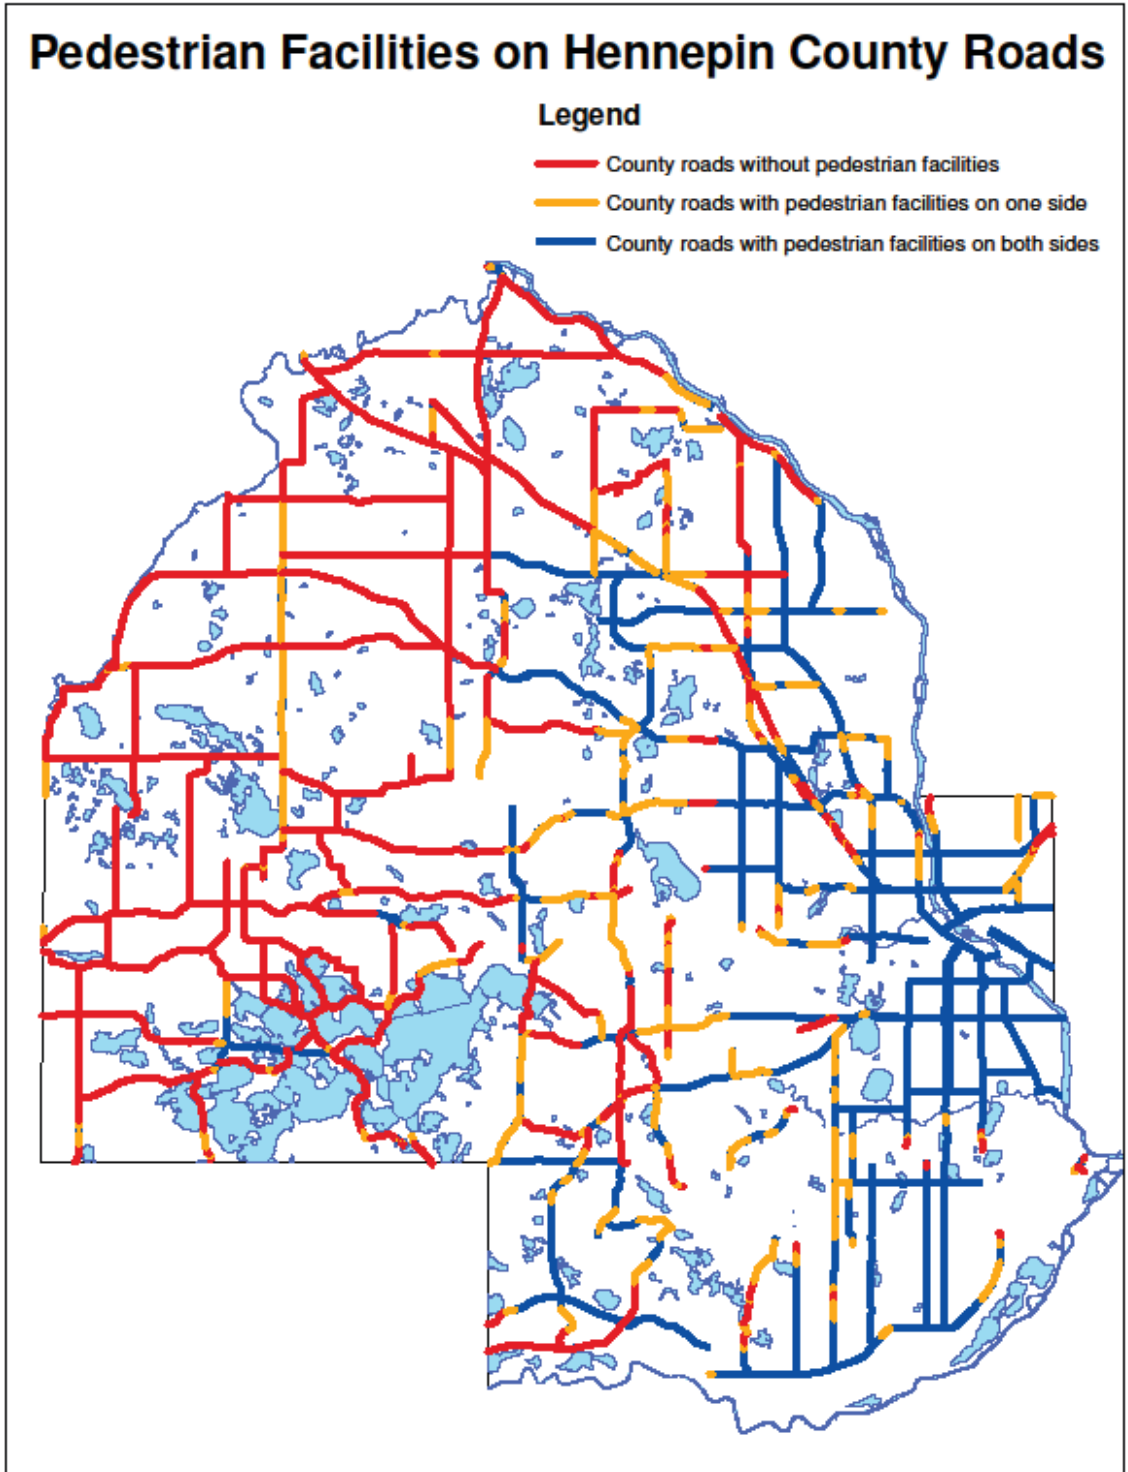 Pedestrian Facilities on Hennepin County Roads
Legend
County roads without pedestrian facilities
County roads with pedestrian facilities on one side
County roads with pedestrian facilities on both sides